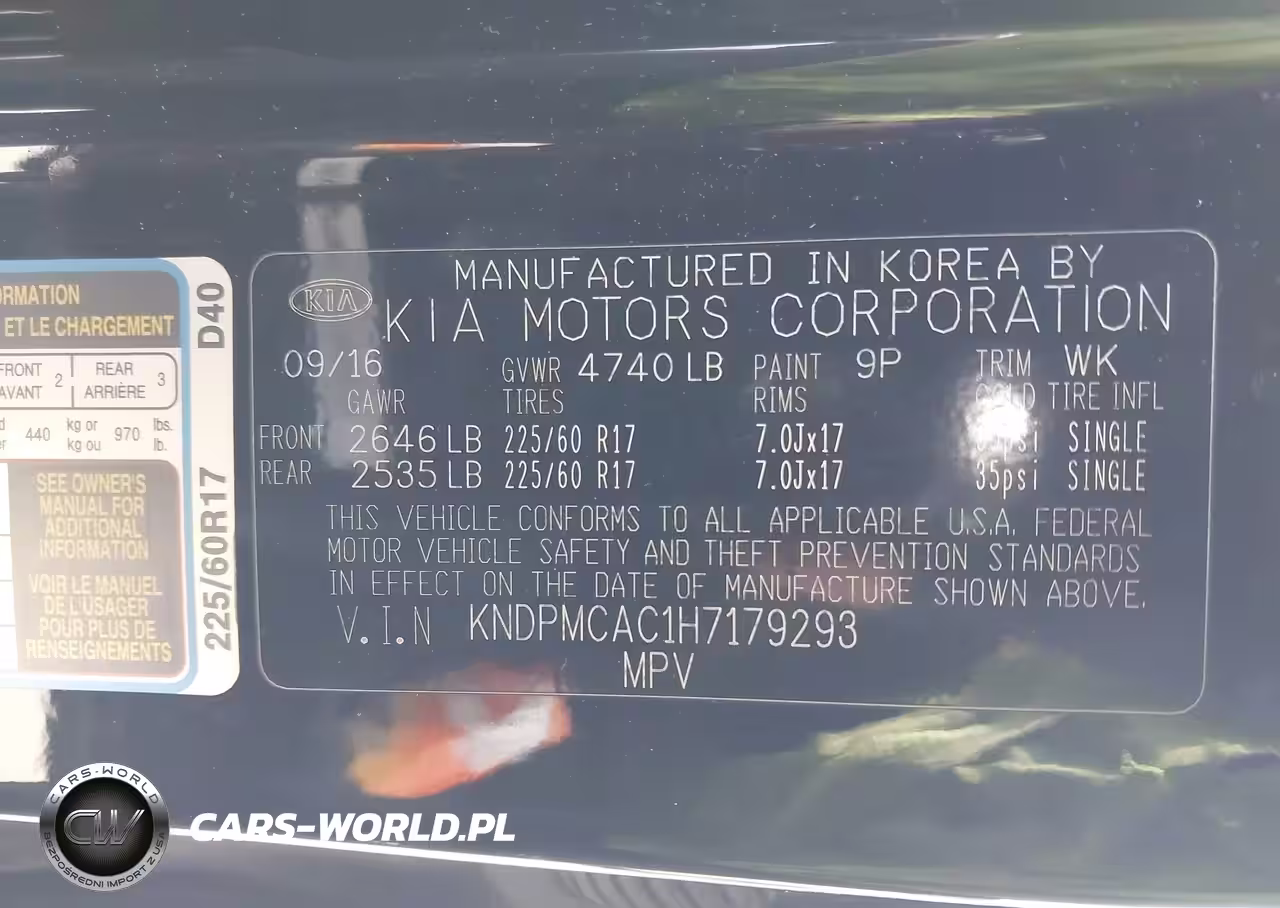 ORMATION
ET LE CHARGEMENT
FRONT
AVANT 2
REAR
ARRIÈRE 3
440 kg or
kg ou 970 lbs.
lb.
SEE OWNER'S
MANUAL FOR
ADDITIONAL
INFORMATION
VOIR LE MANUEL
DE L'USAGER
POUR PLUS DE
RENSEIGNEMENTS
D40
225/60R17
MANUFACTURED IN KOREA BY
KIA KIA MOTORS CORPORATION
09/16 GVWR 4740 LB PAINT 9P TRIM WK
GAWR TIRES RIMS COLD TIRE INFL
FRONT 2646 LB 225/60 R17 7.0Jx17 SINGLE
REAR 2535 LB 225/60 R17 7.0Jx17 35psi SINGLE
THIS VEHICLE CONFORMS TO ALL APPLICABLE U.S.A. FEDERAL
MOTOR VEHICLE SAFETY AND THEFT PREVENTION STANDARDS
IN EFFECT ON THE DATE OF MANUFACTURE SHOWN ABOVE.
V.I.N KNDPMCAC1H7179293
MPV
CARS-WORLD
CW
BEZPOŚREDNI IMPORT Z USA
CARS-WORLD.PL